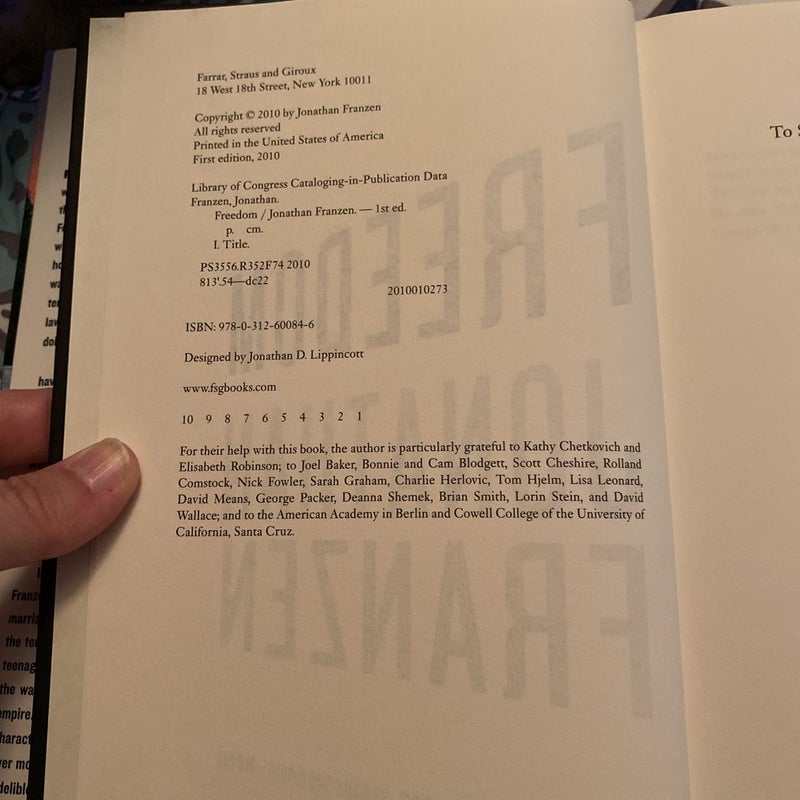 Farrar, Straus and Giroux
18 West 18th Street, New York 10011
Copyright © 2010 by Jonathan Franzen
All rights reserved
Printed in the United States of America
First edition, 2010
Library of Congress Cataloging-in-Publication Data
Franzen, Jonathan.
Freedom / Jonathan Franzen. — 1st ed.
p. cm.
I. Title.
PS3556.R352F74 2010
813'.54—dc22
2010010273
ISBN: 978-0-312-60084-6
Designed by Jonathan D. Lippincott
www.fsgbooks.com
10 9 8 7 6 5 4 3 2 1
For their help with this book, the author is particularly grateful to Kathy Chetkovich and
Elisabeth Robinson; to Joel Baker, Bonnie and Cam Blodgett, Scott Cheshire, Rolland
Comstock, Nick Fowler, Sarah Graham, Charlie Herlovic, Tom Hjelm, Lisa Leonard,
David Means, George Packer, Deanna Shemek, Brian Smith, Lorin Stein, and David
Wallace; and to the American Academy in Berlin and Cowell College of the University of
California, Santa Cruz.
To
FREEDOM
FRANZEN
the
the wa
empire.